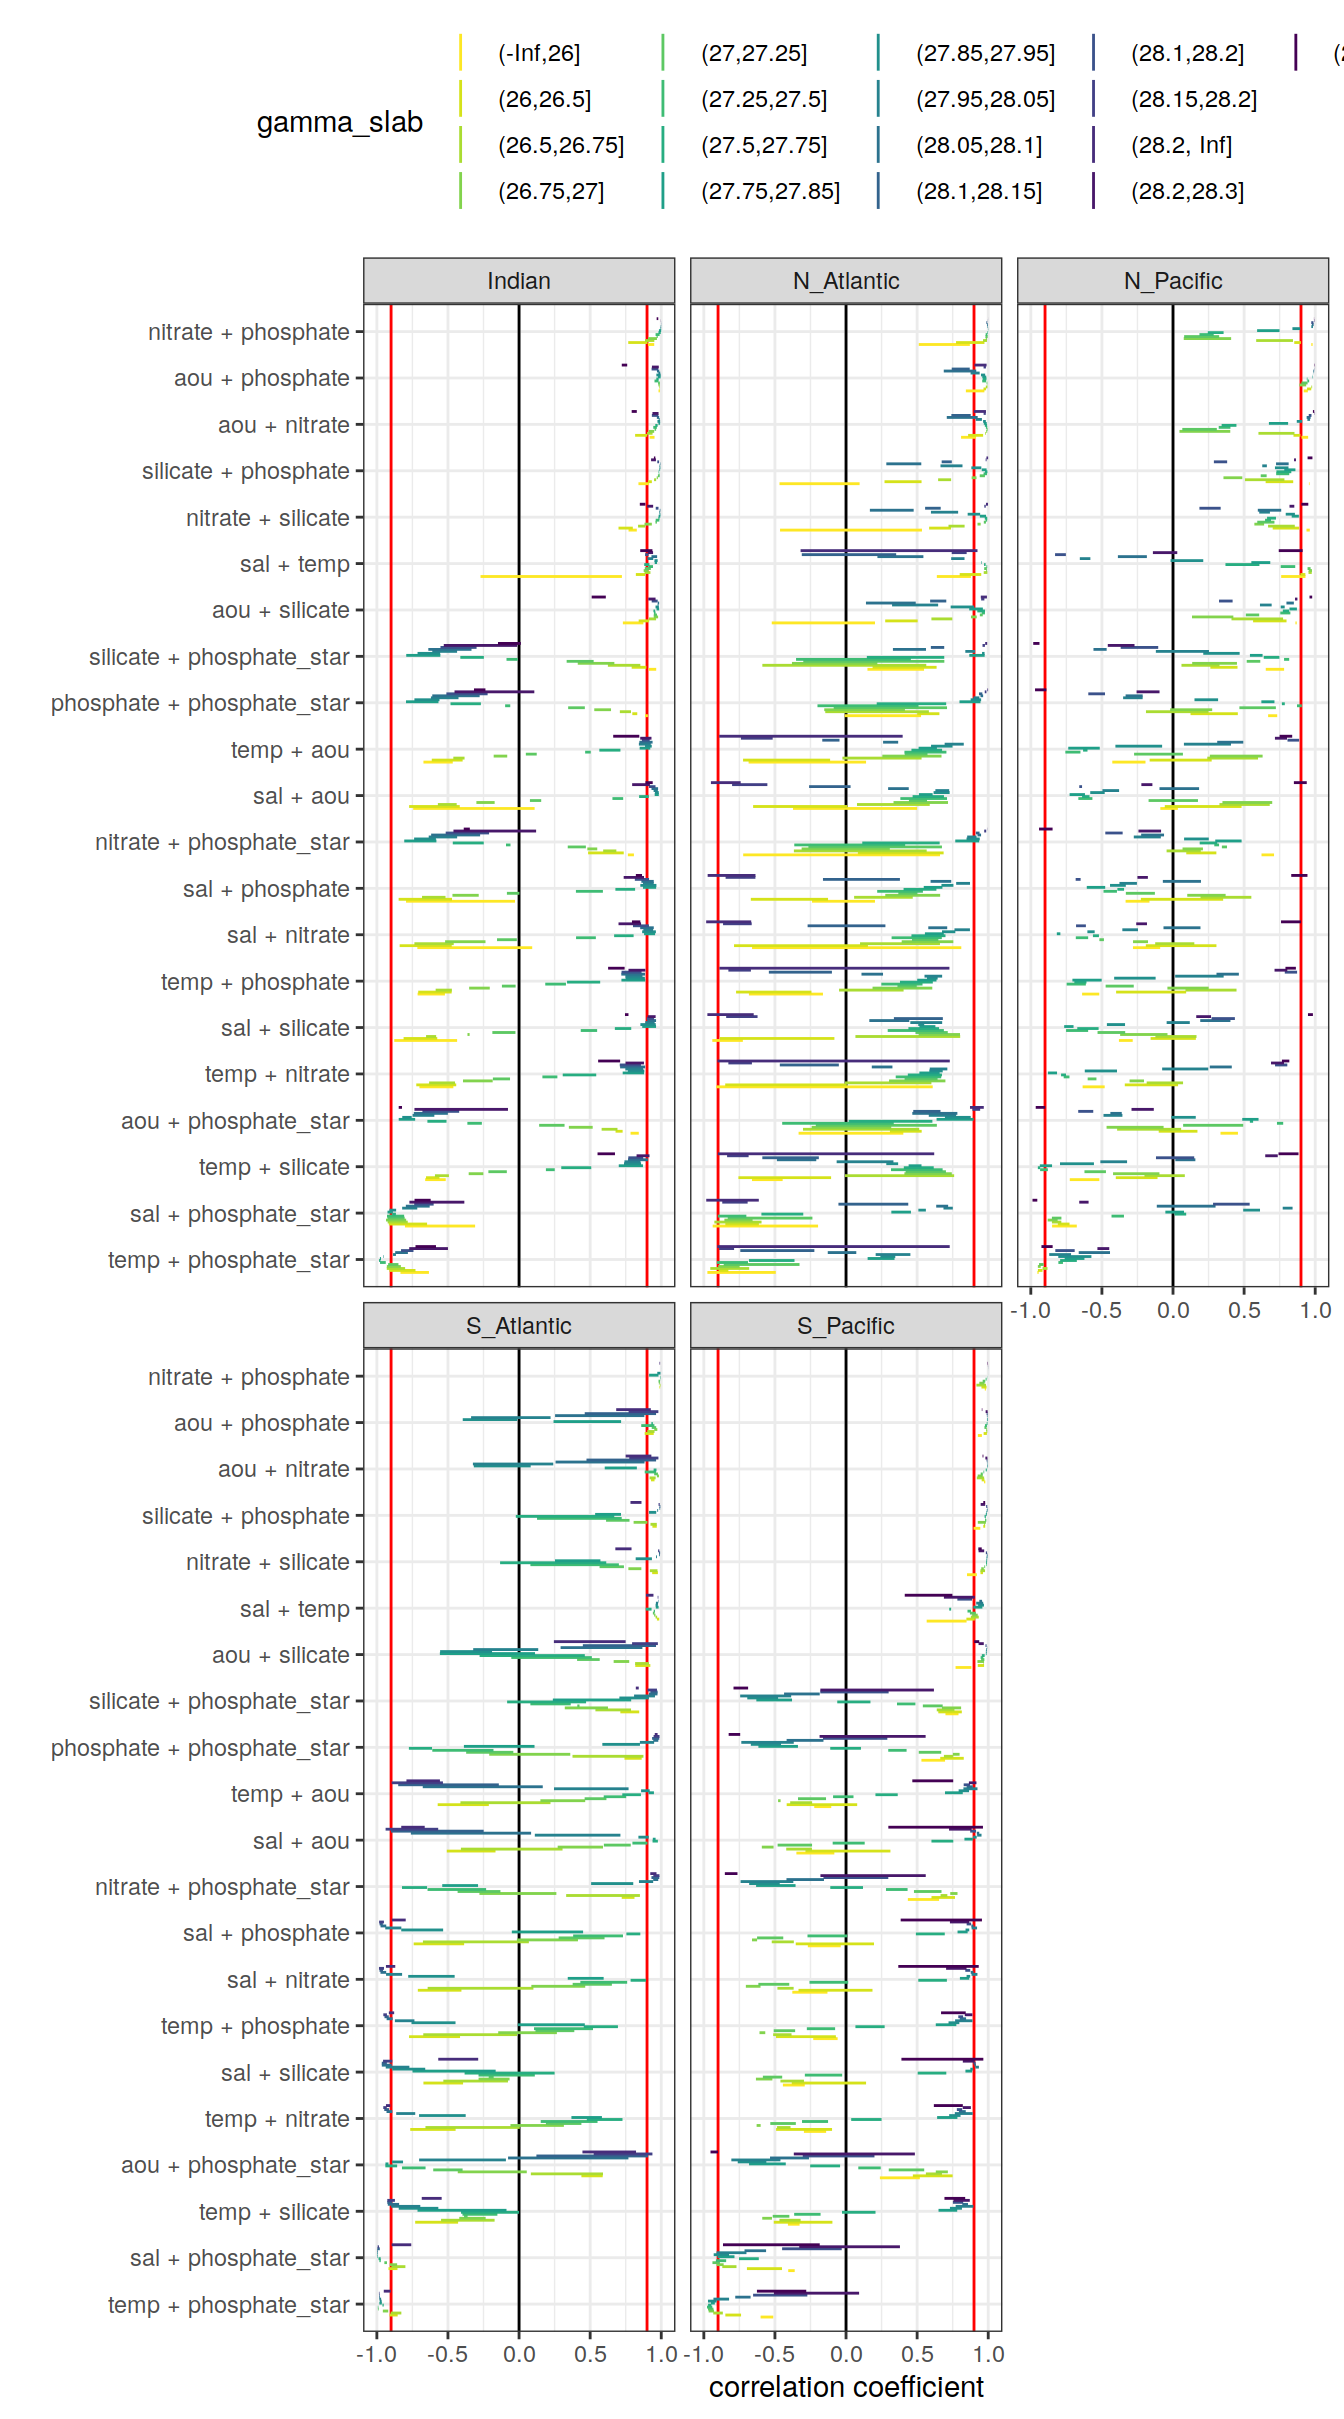 gamma_slab
(-Inf,26]
(26,26.5]
(26.5,26.75]
(26.75,27]
(27,27.25]
(27.25,27.5]
(27.5,27.75]
(27.75,27.85]
(27.85,27.95]
(27.95,28.05]
(28.05,28.1]
(28.1,28.15]
(28.1,28.2]
(28.15,28.2]
(28.2, Inf]
(28.2,28.3]
Indian
N_Atlantic
N_Pacific
nitrate + phosphate
aou + phosphate
aou + nitrate
silicate + phosphate
nitrate + silicate
sal + temp
aou + silicate
silicate + phosphate_star
phosphate + phosphate_star
temp + aou
sal + aou
nitrate + phosphate_star
sal + phosphate
sal + nitrate
temp + phosphate
sal + silicate
temp + nitrate
aou + phosphate_star
temp + silicate
sal + phosphate_star
temp + phosphate_star
-1.0 -0.5 0.0 0.5 1.0
S_Atlantic
S_Pacific
nitrate + phosphate
aou + phosphate
aou + nitrate
silicate + phosphate
nitrate + silicate
sal + temp
aou + silicate
silicate + phosphate_star
phosphate + phosphate_star
temp + aou
sal + aou
nitrate + phosphate_star
sal + phosphate
sal + nitrate
temp + phosphate
sal + silicate
temp + nitrate
aou + phosphate_star
temp + silicate
sal + phosphate_star
temp + phosphate_star
-1.0 -0.5 0.0 0.5 1.0
-1.0 -0.5 0.0 0.5 1.0
correlation coefficient